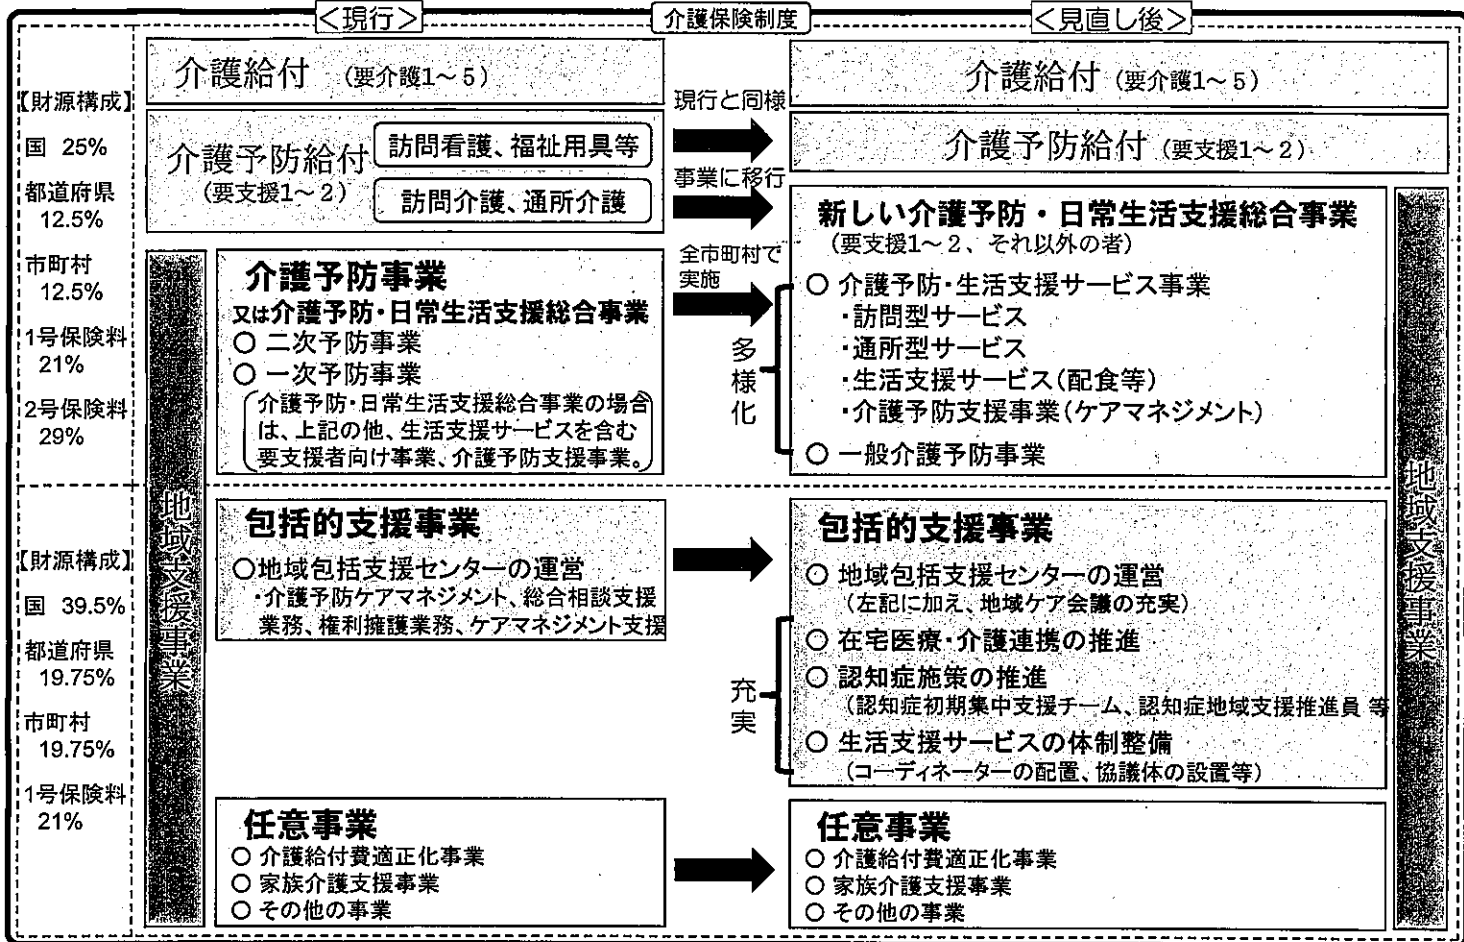 介護保険制度
＜現行＞
＜見直し後＞
【財源構成】
国 25%
都道府県
12.5%
市町村
12.5%
1号保険料
21%
2号保険料
29%
【財源構成】
国 39.5%
都道府県
19.75%
市町村
19.75%
1号保険料
21%
介護給付 （要介護1～5）
介護予防給付
（要支援1～2）
訪問看護、福祉用具等
訪問介護、通所介護
地域支援事業
介護予防事業
又は介護予防・日常生活支援総合事業
○ 二次予防事業
○ 一次予防事業
介護予防・日常生活支援総合事業の場合
は、上記の他、生活支援サービスを含む
要支援者向け事業、介護予防支援事業。
包括的支援事業
○地域包括支援センターの運営
・介護予防ケアマネジメント、総合相談支援
業務、権利擁護業務、ケアマネジメント支援
任意事業
○ 介護給付費適正化事業
○ 家族介護支援事業
○ その他の事業
現行と同様
事業に移行
全市町村で
実施
多様化
充実
介護給付 （要介護1～5）
介護予防給付 （要支援1～2）
新しい介護予防・日常生活支援総合事業
（要支援1～2、それ以外の者）
○ 介護予防・生活支援サービス事業
・訪問型サービス
・通所型サービス
・生活支援サービス（配食等）
・介護予防支援事業（ケアマネジメント）
○ 一般介護予防事業
包括的支援事業
○ 地域包括支援センターの運営
（左記に加え、地域ケア会議の充実）
○ 在宅医療・介護連携の推進
○ 認知症施策の推進
（認知症初期集中支援チーム、認知症地域支援推進員 等
○ 生活支援サービスの体制整備
（コーディネーターの配置、協議体の設置等）
任意事業
○ 介護給付費適正化事業
○ 家族介護支援事業
○ その他の事業
地域支援事業